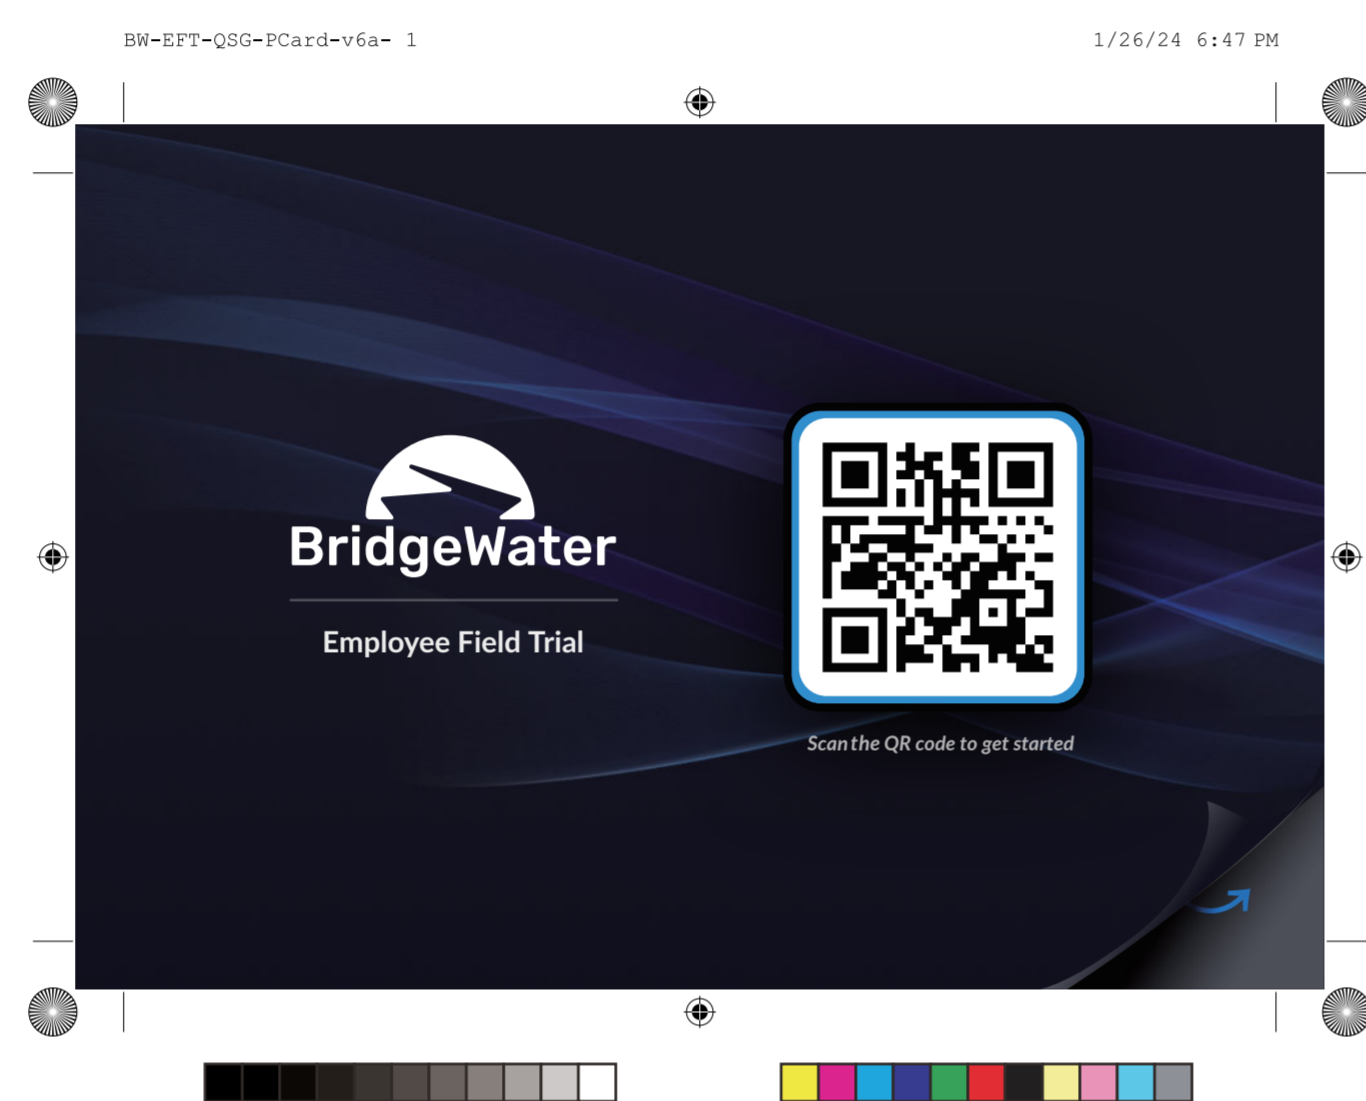 BW-EFT-QSG-PCard-v6a- 1
1/26/24 6:47 PM
BridgeWater
Employee Field Trial
Scan the QR code to get started